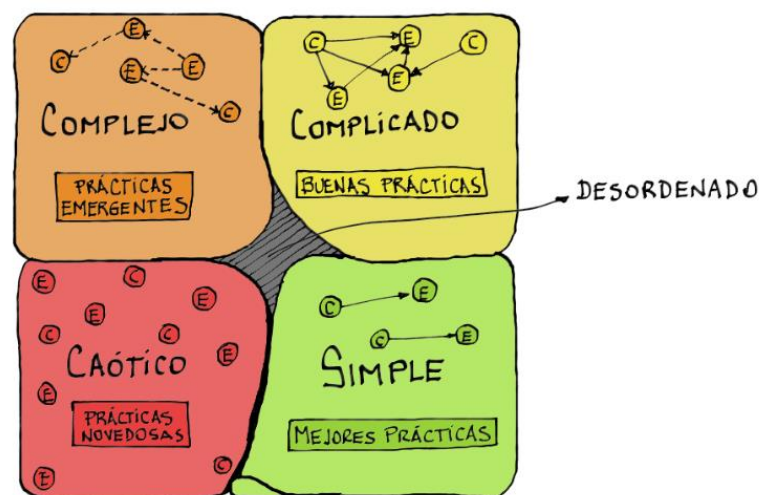 E
C
E
E
C
COMPLEJO
PRÁCTICAS
EMERGENTES
C
E
C
E
E
COMPLICADO
BUENAS PRÁCTICAS
DESORDENADO
E
C
E
E
C
C
E
CAÓTICO
E
PRÁCTICAS
NOVEDOSAS
E
C
C
E
C
E
SIMPLE
MEJORES PRÁCTICAS